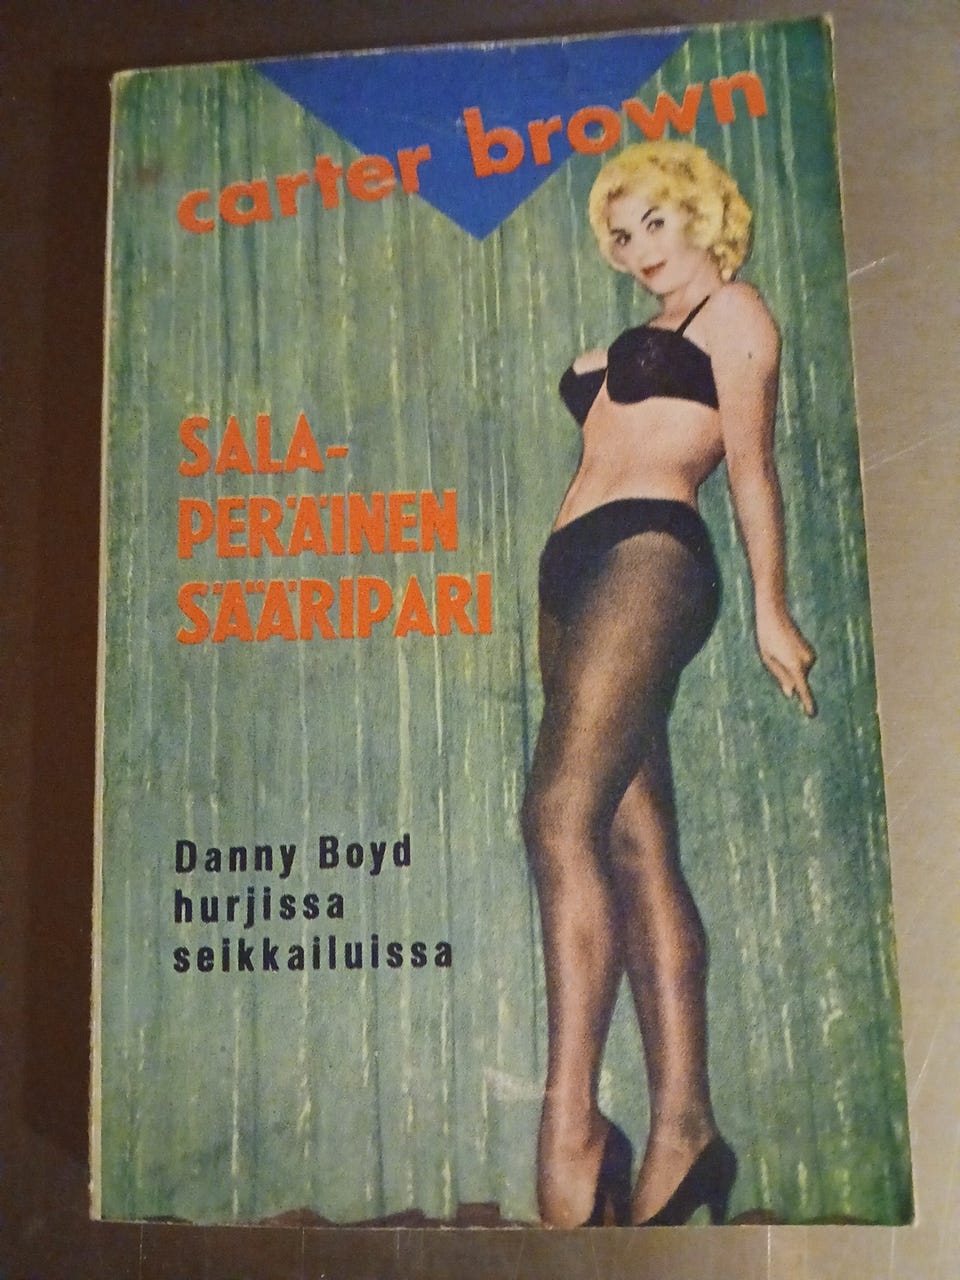 carter brown
SALA-
PERÄINEN
SÄÄRIPARI
Danny Boyd
hurjissa
seikkailuissa